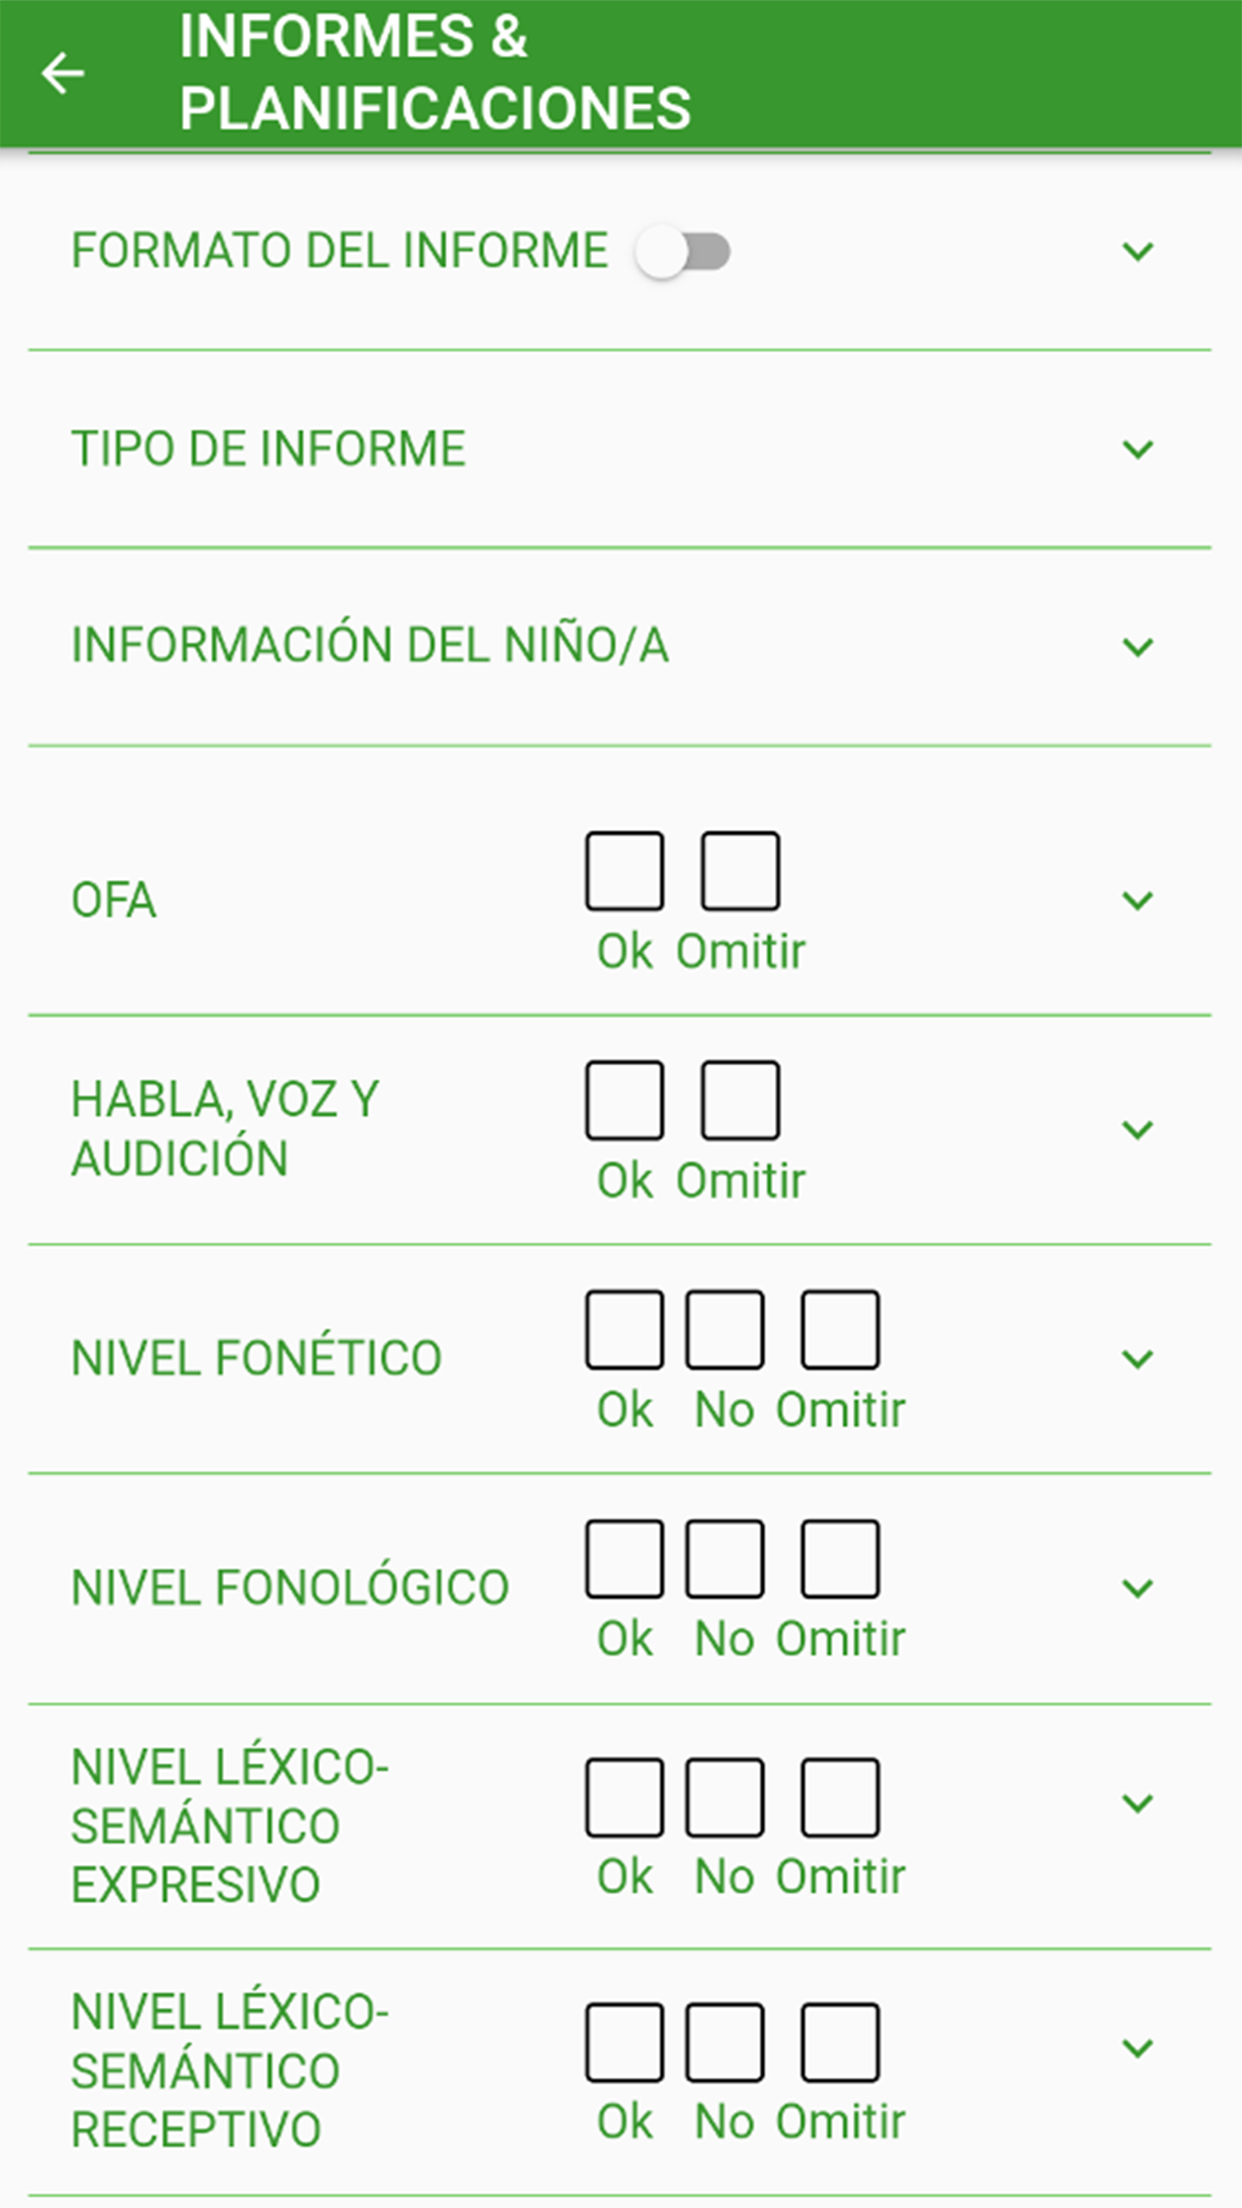 INFORMES &
PLANIFICACIONES
FORMATO DEL INFORME
TIPO DE INFORME
INFORMACIÓN DEL NIÑO/A
OFA
Ok Omitir
HABLA, VOZ Y
AUDICIÓN
Ok Omitir
NIVEL FONÉTICO
Ok No Omitir
NIVEL FONOLÓGICO
Ok No Omitir
NIVEL LÉXICO-
SEMÁNTICO
EXPRESIVO
Ok No Omitir
NIVEL LÉXICO-
SEMÁNTICO
RECEPTIVO
Ok No Omitir